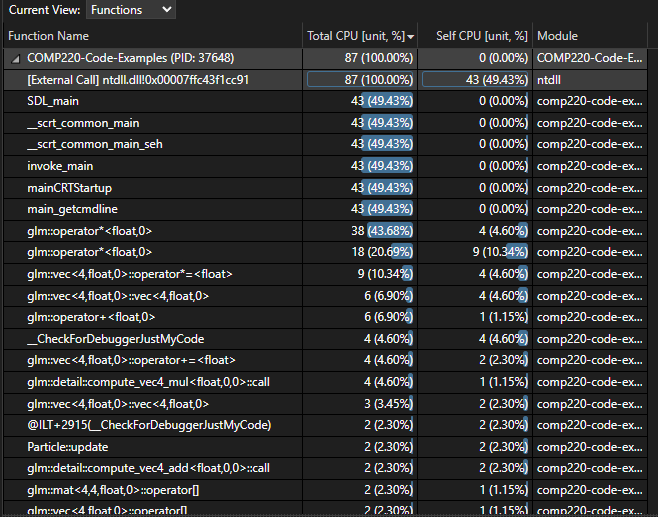 Current View: Functions
Function Name Total CPU [unit, %] Self CPU [unit, %] Module
COMP220-Code-Examples (PID: 37648) 87 (100.00%) 0 (0.00%) COMP220-Code-E...
[External Call] ntdll.dll!0x00007ffc43f1cc91 87 (100.00%) 43 (49.43%) ntdll
SDL_main 43 (49.43%) 0 (0.00%) comp220-code-ex...
__scrt_common_main 43 (49.43%) 0 (0.00%) comp220-code-ex...
__scrt_common_main_seh 43 (49.43%) 0 (0.00%) comp220-code-ex...
invoke_main 43 (49.43%) 0 (0.00%) comp220-code-ex...
mainCRTStartup 43 (49.43%) 0 (0.00%) comp220-code-ex...
main_getcmdline 43 (49.43%) 0 (0.00%) comp220-code-ex...
glm::operator*<float,0> 38 (43.68%) 4 (4.60%) comp220-code-ex...
glm::operator*<float,0> 18 (20.69%) 9 (10.34%) comp220-code-ex...
glm::vec<4,float,0>::operator*=<float> 9 (10.34%) 4 (4.60%) comp220-code-ex...
glm::vec<4,float,0>::vec<4,float,0> 6 (6.90%) 4 (4.60%) comp220-code-ex...
glm::operator+<float,0> 6 (6.90%) 1 (1.15%) comp220-code-ex...
__CheckForDebuggerJustMyCode 4 (4.60%) 4 (4.60%) comp220-code-ex...
glm::vec<4,float,0>::operator+=<float> 4 (4.60%) 2 (2.30%) comp220-code-ex...
glm::detail::compute_vec4_mul<float,0,0>::call 4 (4.60%) 1 (1.15%) comp220-code-ex...
glm::vec<4,float,0>::vec<4,float,0> 3 (3.45%) 2 (2.30%) comp220-code-ex...
@ILT+2915(__CheckForDebuggerJustMyCode) 2 (2.30%) 2 (2.30%) comp220-code-ex...
Particle::update 2 (2.30%) 2 (2.30%) comp220-code-ex...
glm::detail::compute_vec4_add<float,0,0>::call 2 (2.30%) 2 (2.30%) comp220-code-ex...
glm::mat<4,4,float,0>::operator[] 2 (2.30%) 1 (1.15%) comp220-code-ex...
glm::vec<4,float,0>::operator[] 2 (2.30%) 2 (2.30%) comp220-code-ex...